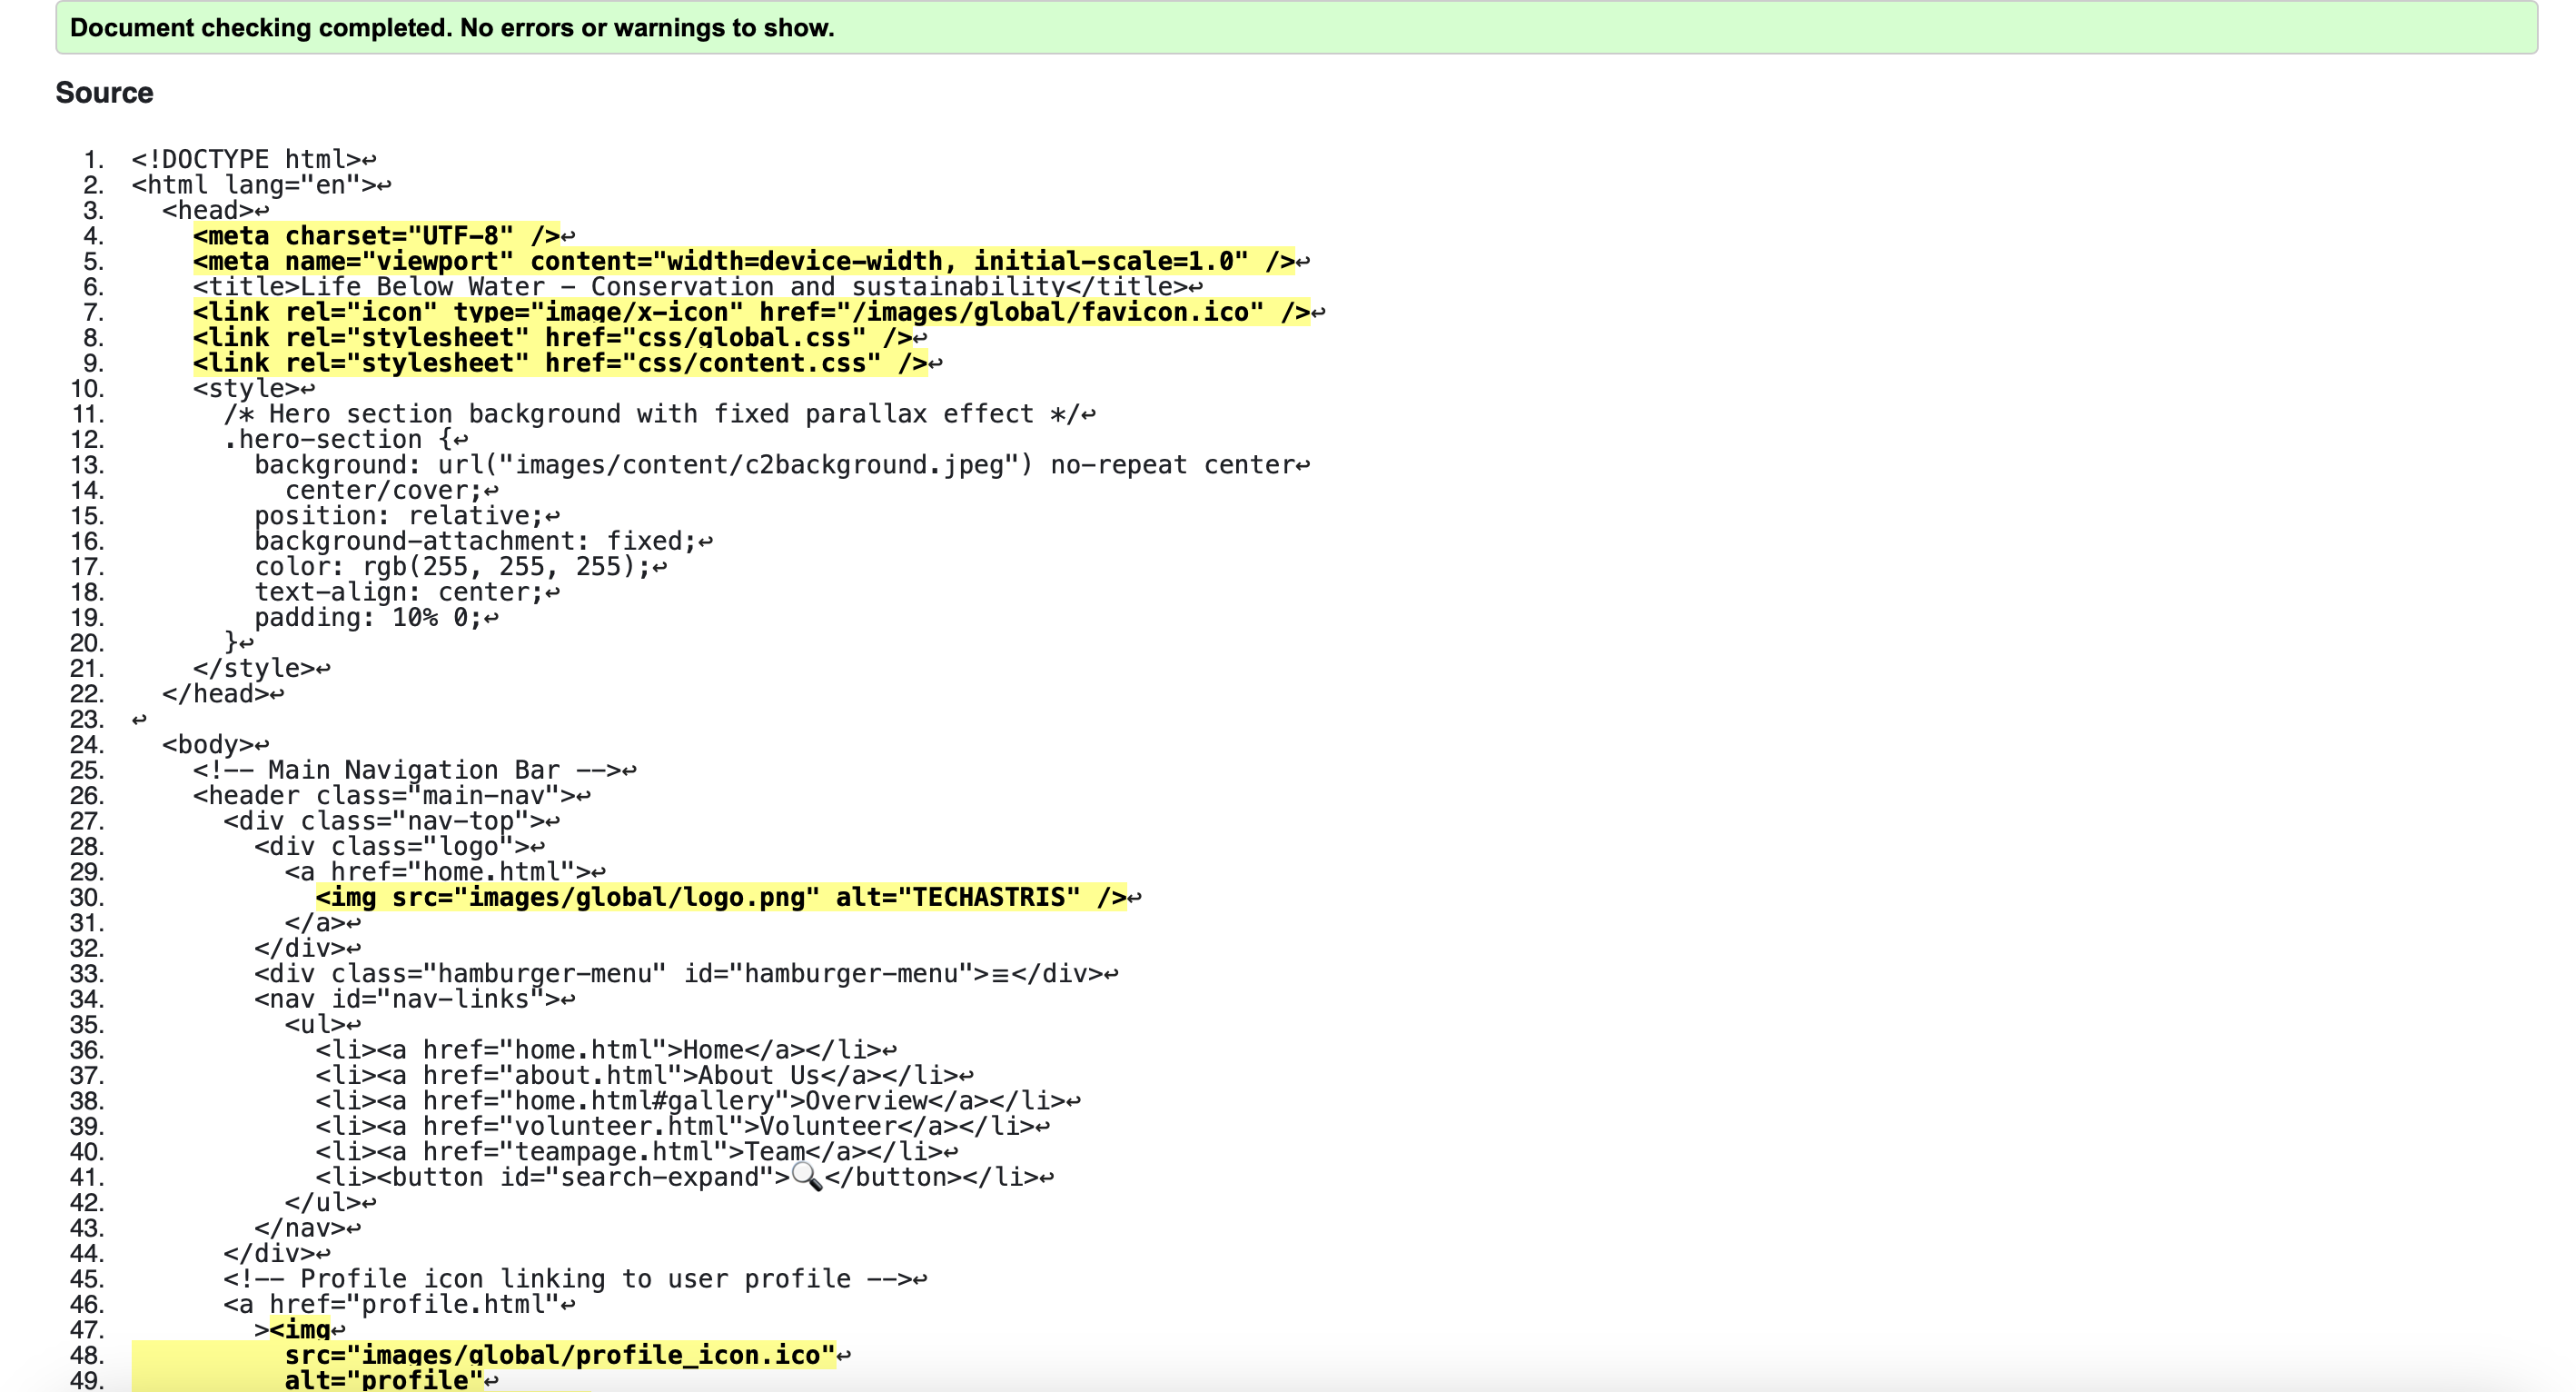 Document checking completed. No errors or warnings to show.
Source
1. <!DOCTYPE html>↩
2. <html lang="en">↩
3.   <head>↩
4.     <meta charset="UTF-8" />↩
5.     <meta name="viewport" content="width=device-width, initial-scale=1.0" />↩
6.     <title>Life Below Water – Conservation and sustainability</title>↩
7.     <link rel="icon" type="image/x-icon" href="/images/global/favicon.ico" />↩
8.     <link rel="stylesheet" href="css/global.css" />↩
9.     <link rel="stylesheet" href="css/content.css" />↩
10.     <style>↩
11.       /* Hero section background with fixed parallax effect */↩
12.       .hero-section {↩
13.         background: url("images/content/c2background.jpeg") no-repeat center↩
14.           center/cover;↩
15.         position: relative;↩
16.         background-attachment: fixed;↩
17.         color: rgb(255, 255, 255);↩
18.         text-align: center;↩
19.         padding: 10% 0;↩
20.       }↩
21.     </style>↩
22.   </head>↩
23. ↩
24.   <body>↩
25.     <!-- Main Navigation Bar -->↩
26.     <header class="main-nav">↩
27.       <div class="nav-top">↩
28.         <div class="logo">↩
29.           <a href="home.html">↩
30.             <img src="images/global/logo.png" alt="TECHASTRIS" />↩
31.           </a>↩
32.         </div>↩
33.         <div class="hamburger-menu" id="hamburger-menu">≡</div>↩
34.         <nav id="nav-links">↩
35.           <ul>↩
36.             <li><a href="home.html">Home</a></li>↩
37.             <li><a href="about.html">About Us</a></li>↩
38.             <li><a href="home.html#gallery">Overview</a></li>↩
39.             <li><a href="volunteer.html">Volunteer</a></li>↩
40.             <li><a href="teampage.html">Team</a></li>↩
41.             <li><button id="search-expand">🔍</button></li>↩
42.           </ul>↩
43.         </nav>↩
44.       </div>↩
45.       <!-- Profile icon linking to user profile -->↩
46.       <a href="profile.html"↩
47.         ><img↩
48.           src="images/global/profile_icon.ico"↩
49.           alt="profile"↩